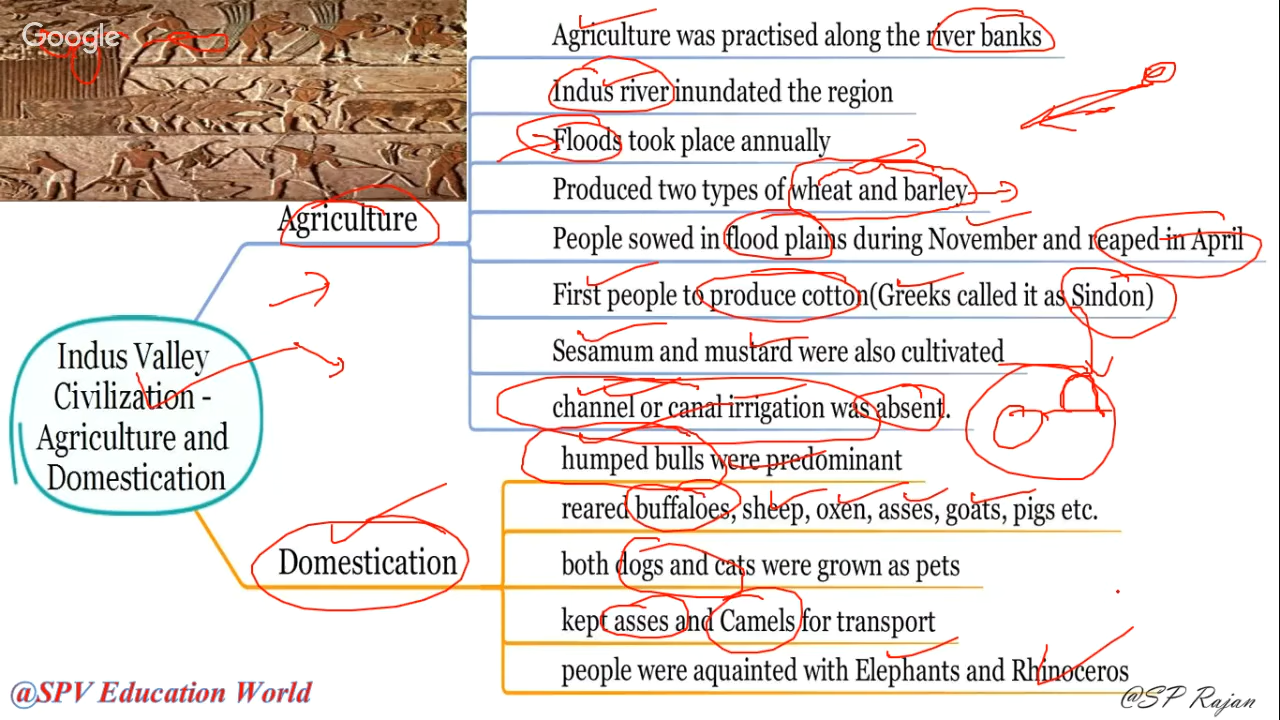 Google
Agriculture was practised along the river banks
Indus river inundated the region
Floods took place annually
Produced two types of wheat and barley
Agriculture
People sowed in flood plains during November and reaped in April
First people to produce cotton(Greeks called it as Sindon)
Sesamum and mustard were also cultivated
channel or canal irrigation was absent.
Indus Valley
Civilization -
Agriculture and
Domestication
humped bulls were predominant
reared buffaloes, sheep, oxen, asses, goats, pigs etc.
Domestication
both dogs and cats were grown as pets
kept asses and Camels for transport
people were aquainted with Elephants and Rhinoceros
@SPV Education World
@SP Rajan